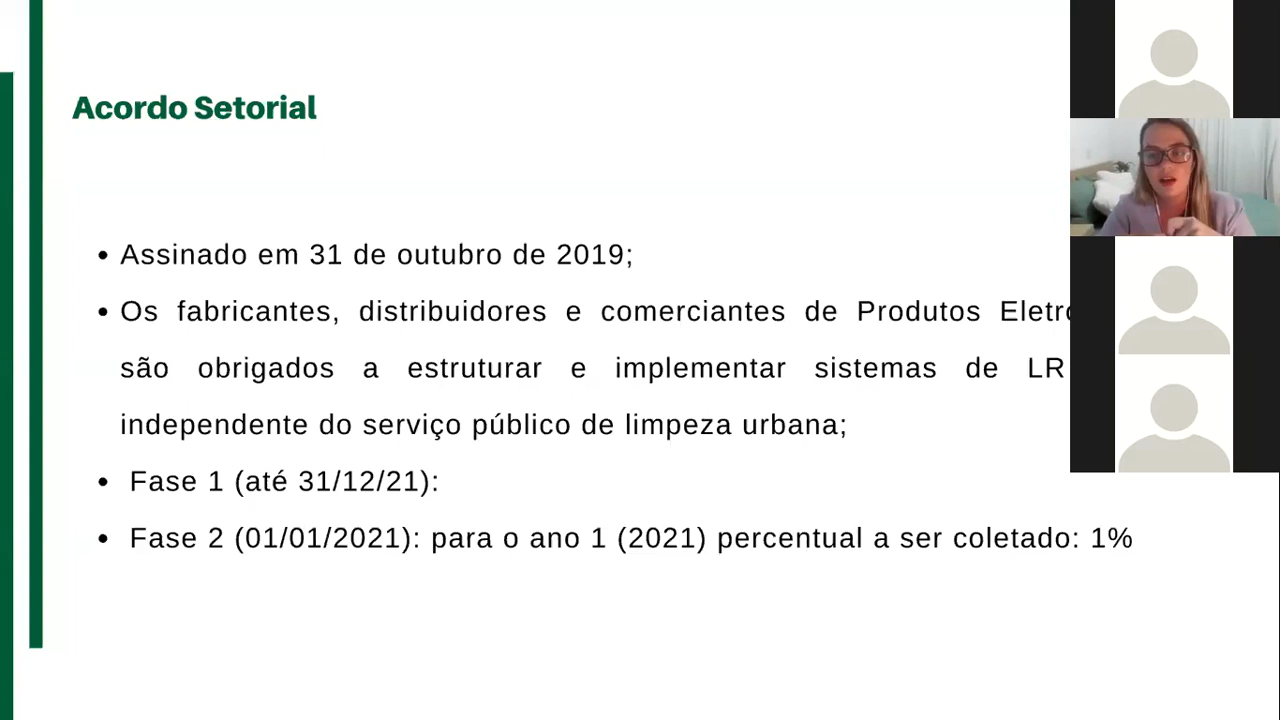 Acordo Setorial
• Assinado em 31 de outubro de 2019;
• Os fabricantes, distribuidores e comerciantes de Produtos
são obrigados a estruturar e implementar sistemas de LR
independente do serviço público de limpeza urbana;
• Fase 1 (até 31/12/21):
• Fase 2 (01/01/2021): para o ano 1 (2021) percentual a ser coletado: 1%